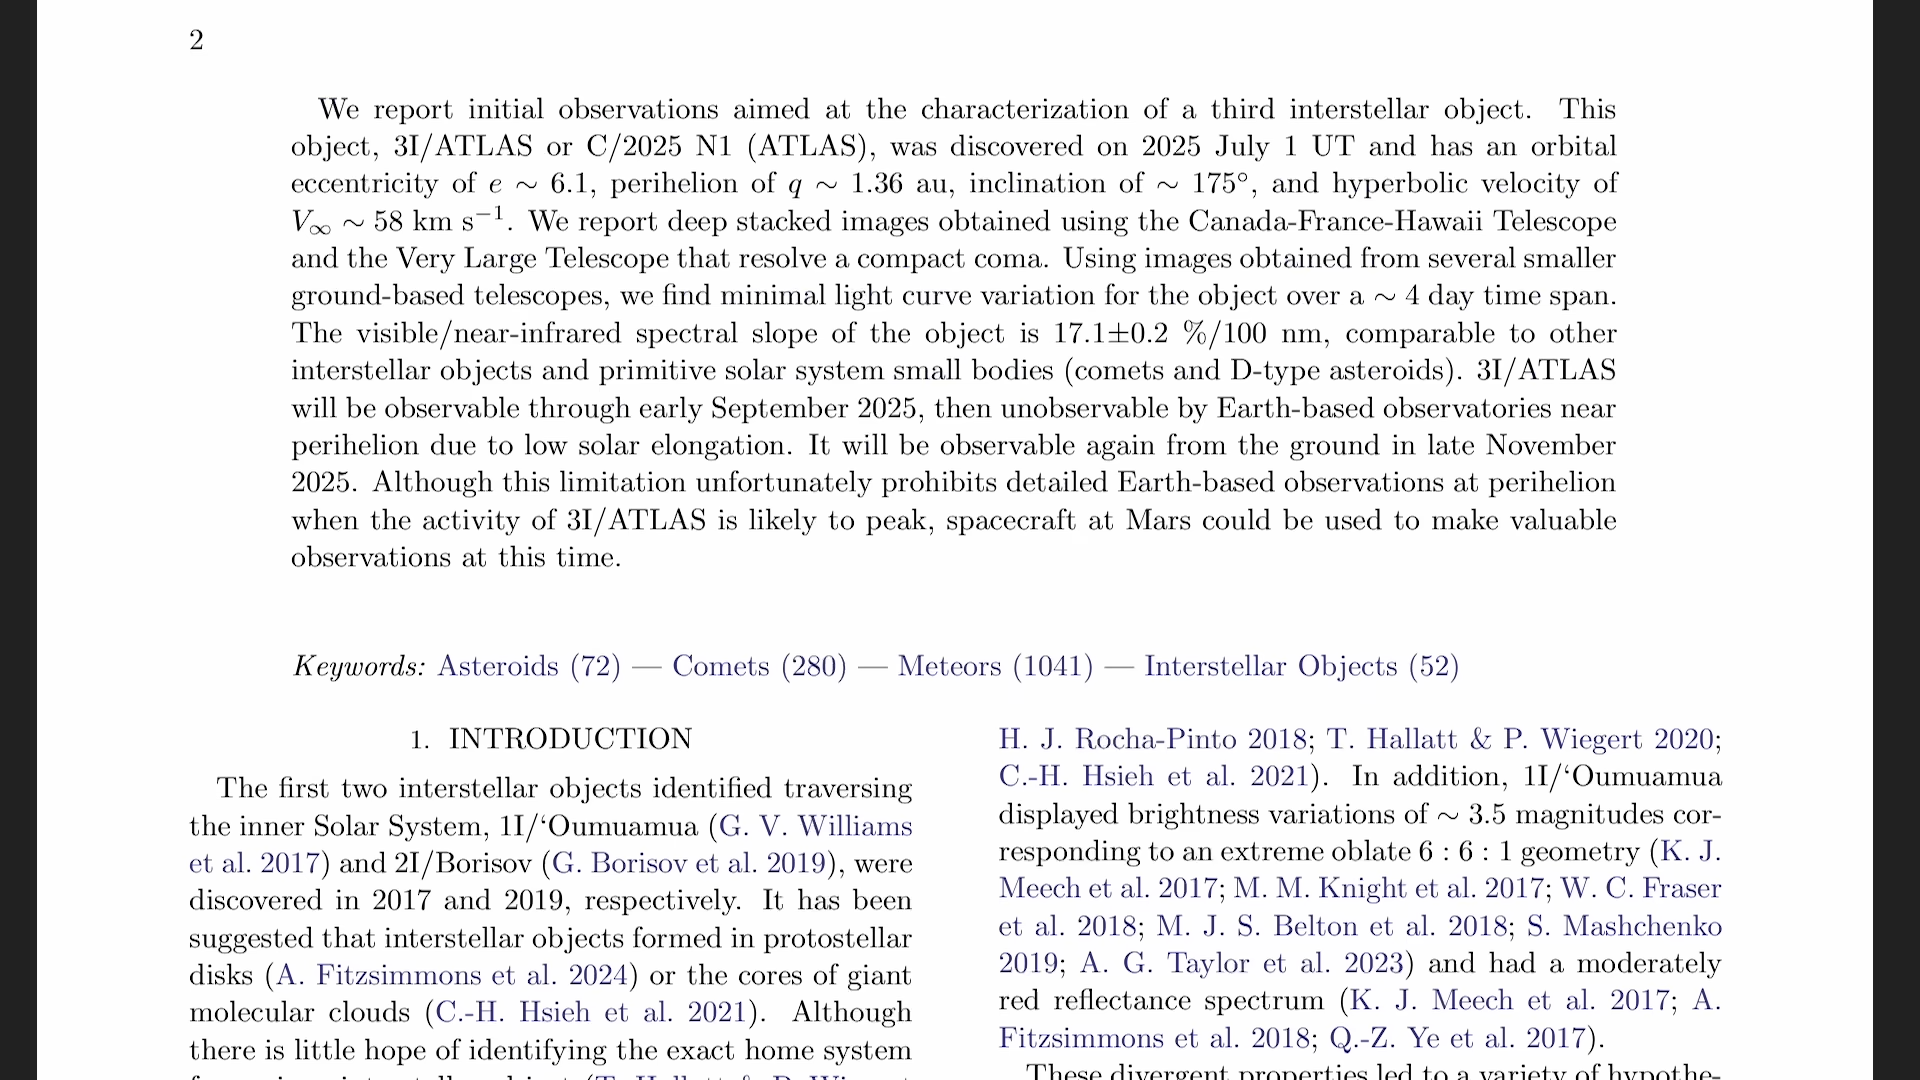 2
We report initial observations aimed at the characterization of a third interstellar object. This
object, 3I/ATLAS or C/2025 N1 (ATLAS), was discovered on 2025 July 1 UT and has an orbital
eccentricity of e ∼ 6.1, perihelion of q ∼ 1.36 au, inclination of ∼ 175°, and hyperbolic velocity of
V∞ ∼ 58 km s⁻¹. We report deep stacked images obtained using the Canada-France-Hawaii Telescope
and the Very Large Telescope that resolve a compact coma. Using images obtained from several smaller
ground-based telescopes, we find minimal light curve variation for the object over a ∼ 4 day time span.
The visible/near-infrared spectral slope of the object is 17.1±0.2 %/100 nm, comparable to other
interstellar objects and primitive solar system small bodies (comets and D-type asteroids). 3I/ATLAS
will be observable through early September 2025, then unobservable by Earth-based observatories near
perihelion due to low solar elongation. It will be observable again from the ground in late November
2025. Although this limitation unfortunately prohibits detailed Earth-based observations at perihelion
when the activity of 3I/ATLAS is likely to peak, spacecraft at Mars could be used to make valuable
observations at this time.
Keywords: Asteroids (72) — Comets (280) — Meteors (1041) — Interstellar Objects (52)
1. INTRODUCTION
The first two interstellar objects identified traversing
the inner Solar System, 1I/‘Oumuamua (G. V. Williams
et al. 2017) and 2I/Borisov (G. Borisov et al. 2019), were
discovered in 2017 and 2019, respectively. It has been
suggested that interstellar objects formed in protostellar
disks (A. Fitzsimmons et al. 2024) or the cores of giant
molecular clouds (C.-H. Hsieh et al. 2021). Although
there is little hope of identifying the exact home system
H. J. Rocha-Pinto 2018; T. Hallatt & P. Wiegert 2020;
C.-H. Hsieh et al. 2021). In addition, 1I/‘Oumuamua
displayed brightness variations of ∼ 3.5 magnitudes cor-
responding to an extreme oblate 6 : 6 : 1 geometry (K. J.
Meech et al. 2017; M. M. Knight et al. 2017; W. C. Fraser
et al. 2018; M. J. S. Belton et al. 2018; S. Mashchenko
2019; A. G. Taylor et al. 2023) and had a moderately
red reflectance spectrum (K. J. Meech et al. 2017; A.
Fitzsimmons et al. 2018; Q.-Z. Ye et al. 2017).
These divergent properties led to a variety of hypothe-